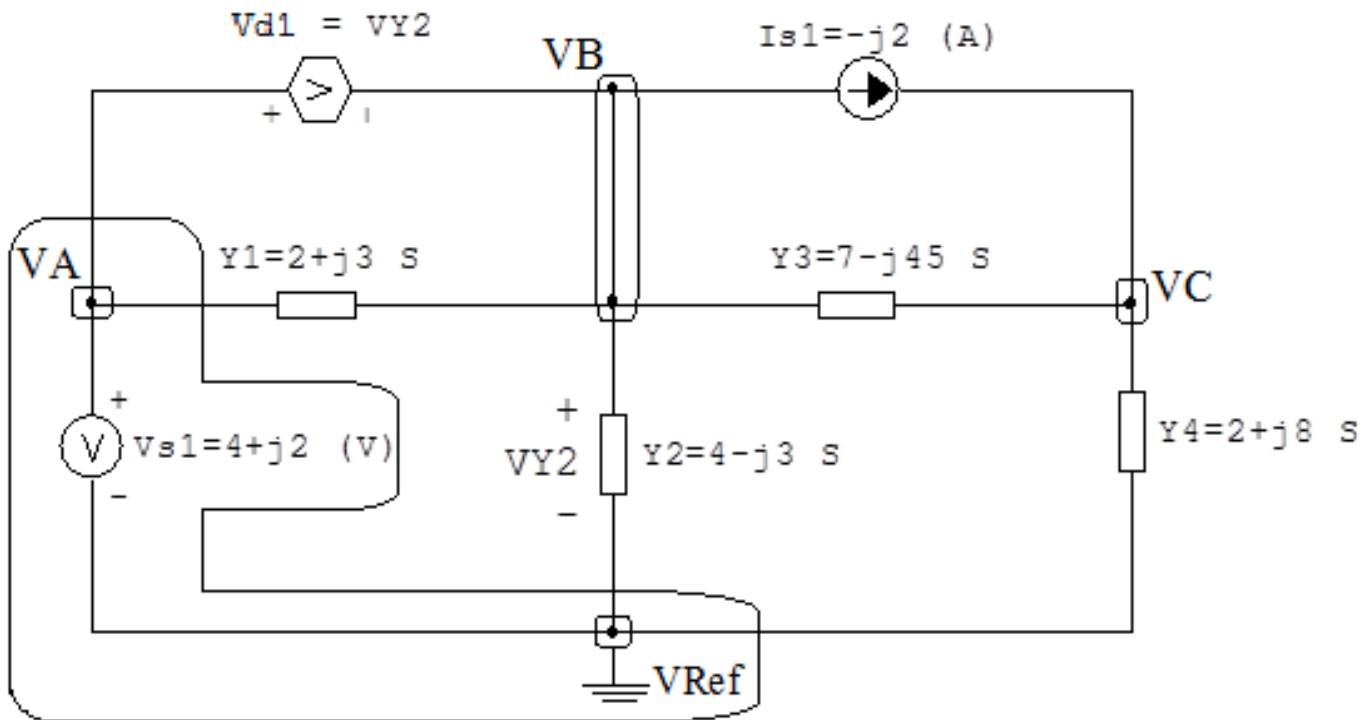 Vd1 = VY2
VB
Is1=-j2 (A)
+
VA
Y1=2+j3 S
Y3=7-j45 S
VC
+
Vs1=4+j2 (V)
V
-
+
VY2
-
Y2=4-j3 S
Y4=2+j8 S
VRef